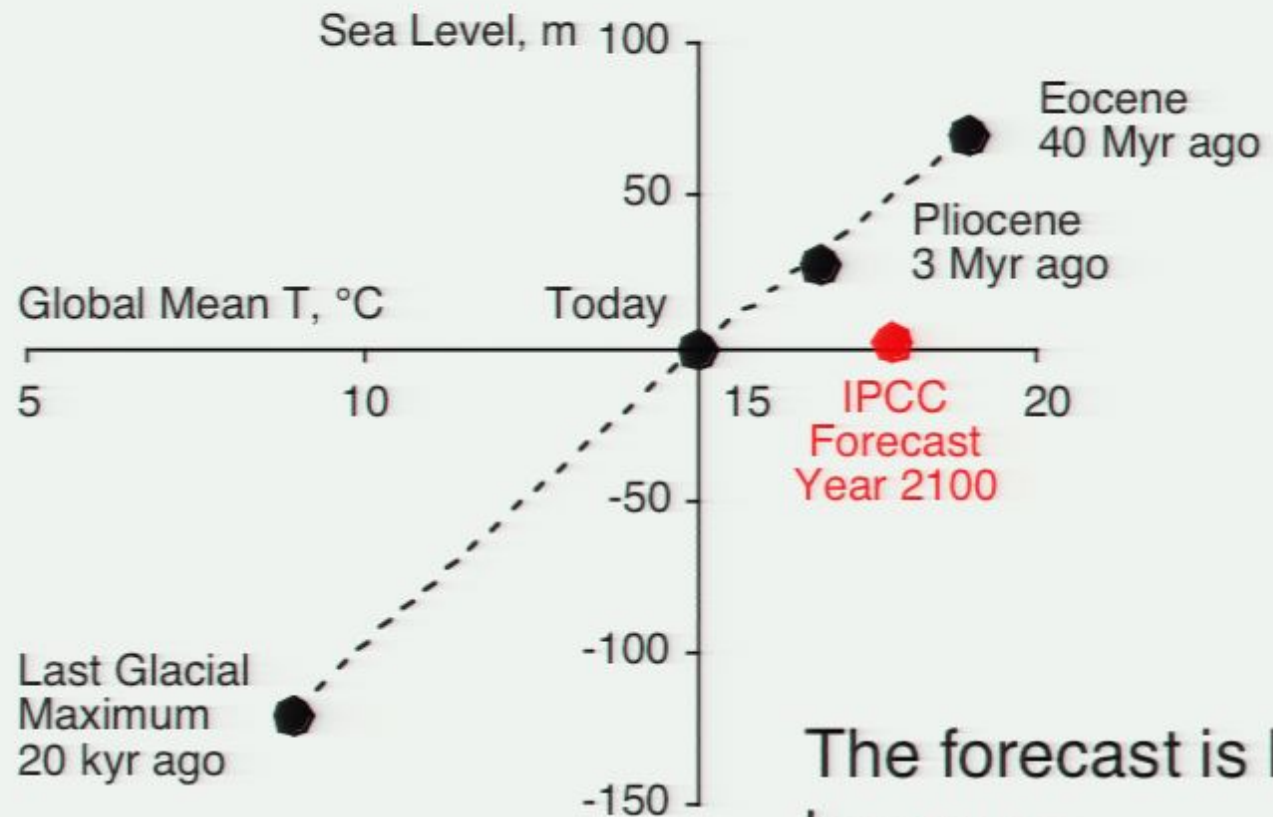 Sea Level, m
100
Eocene
40 Myr ago
50
Pliocene
3 Myr ago
Global Mean T, °C
Today
5
10
15
20
IPCC
Forecast
Year 2100
-50
-100
Last Glacial
Maximum
20 kyr ago
-150
The forecast is